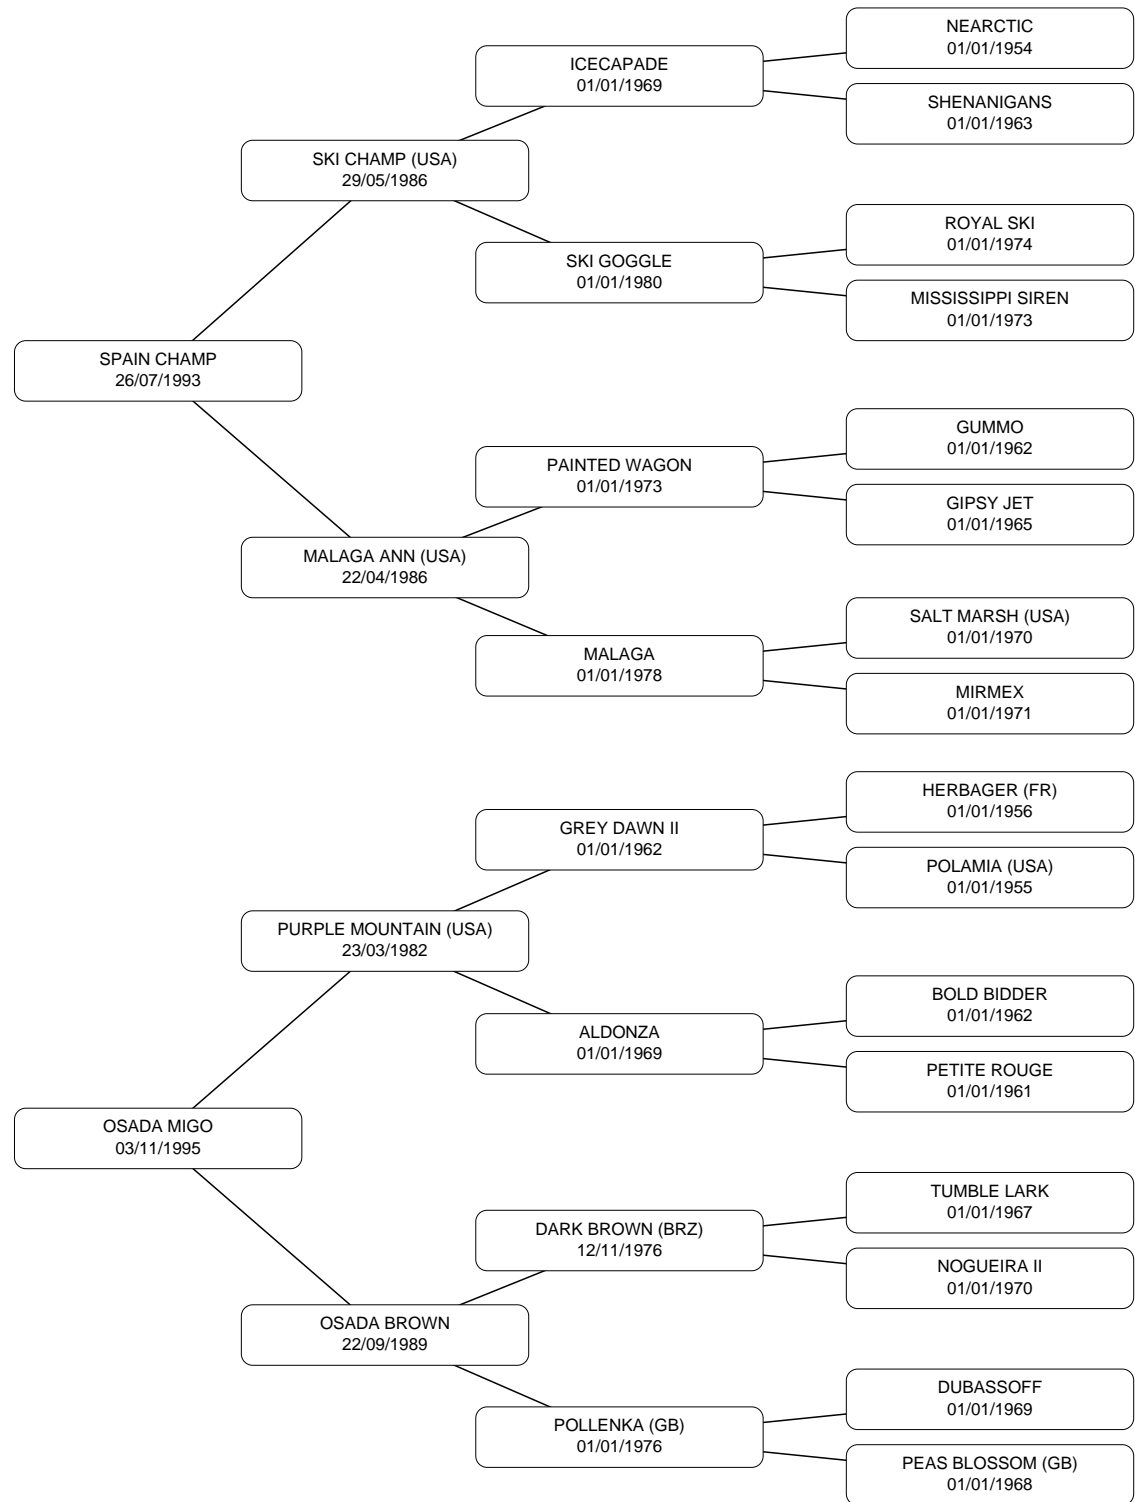 NEARCTIC
01/01/1954
ICECAPADE
01/01/1969
SHENANIGANS
01/01/1963
SKI CHAMP (USA)
29/05/1986
ROYAL SKI
01/01/1974
SKI GOGGLE
01/01/1980
MISSISSIPPI SIREN
01/01/1973
SPAIN CHAMP
26/07/1993
GUMMO
01/01/1962
PAINTED WAGON
01/01/1973
GIPSY JET
01/01/1965
MALAGA ANN (USA)
22/04/1986
SALT MARSH (USA)
01/01/1970
MALAGA
01/01/1978
MIRMEX
01/01/1971
HERBAGER (FR)
01/01/1956
GREY DAWN II
01/01/1962
POLAMIA (USA)
01/01/1955
PURPLE MOUNTAIN (USA)
23/03/1982
BOLD BIDDER
01/01/1962
ALDONZA
01/01/1969
PETITE ROUGE
01/01/1961
OSADA MIGO
03/11/1995
TUMBLE LARK
01/01/1967
DARK BROWN (BRZ)
12/11/1976
NOGUEIRA II
01/01/1970
OSADA BROWN
22/09/1989
DUBASSOFF
01/01/1969
POLLENKA (GB)
01/01/1976
PEAS BLOSSOM (GB)
01/01/1968